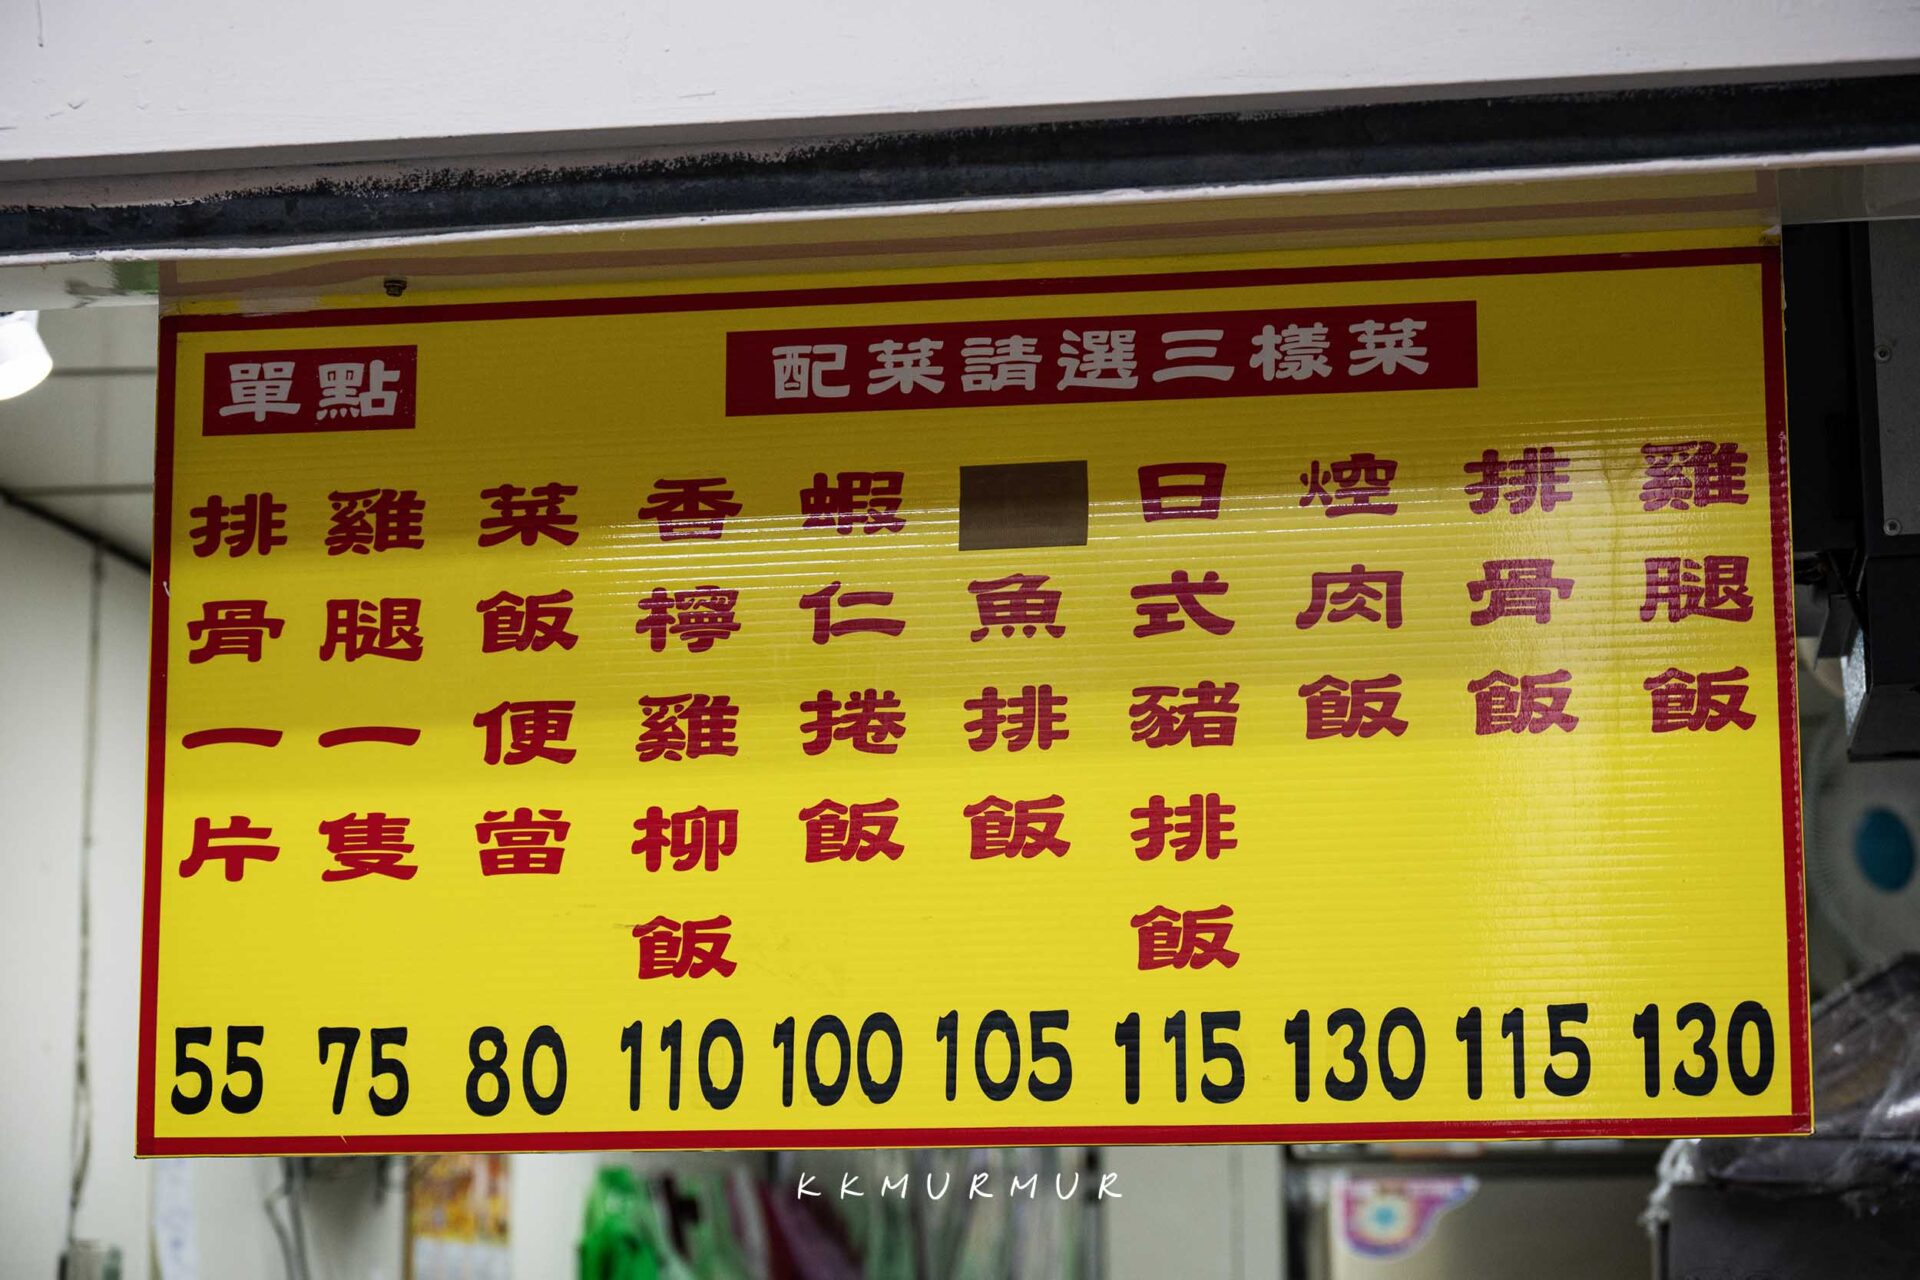 配菜請選三樣菜
雞腿飯
130
排骨飯
115
焢肉飯
130
日式豬排飯
115
魚排飯
105
蝦仁捲飯
100
香檸雞柳飯
110
菜飯便當
80
單點
雞腿一隻
75
排骨一片
55
KKMURMUR